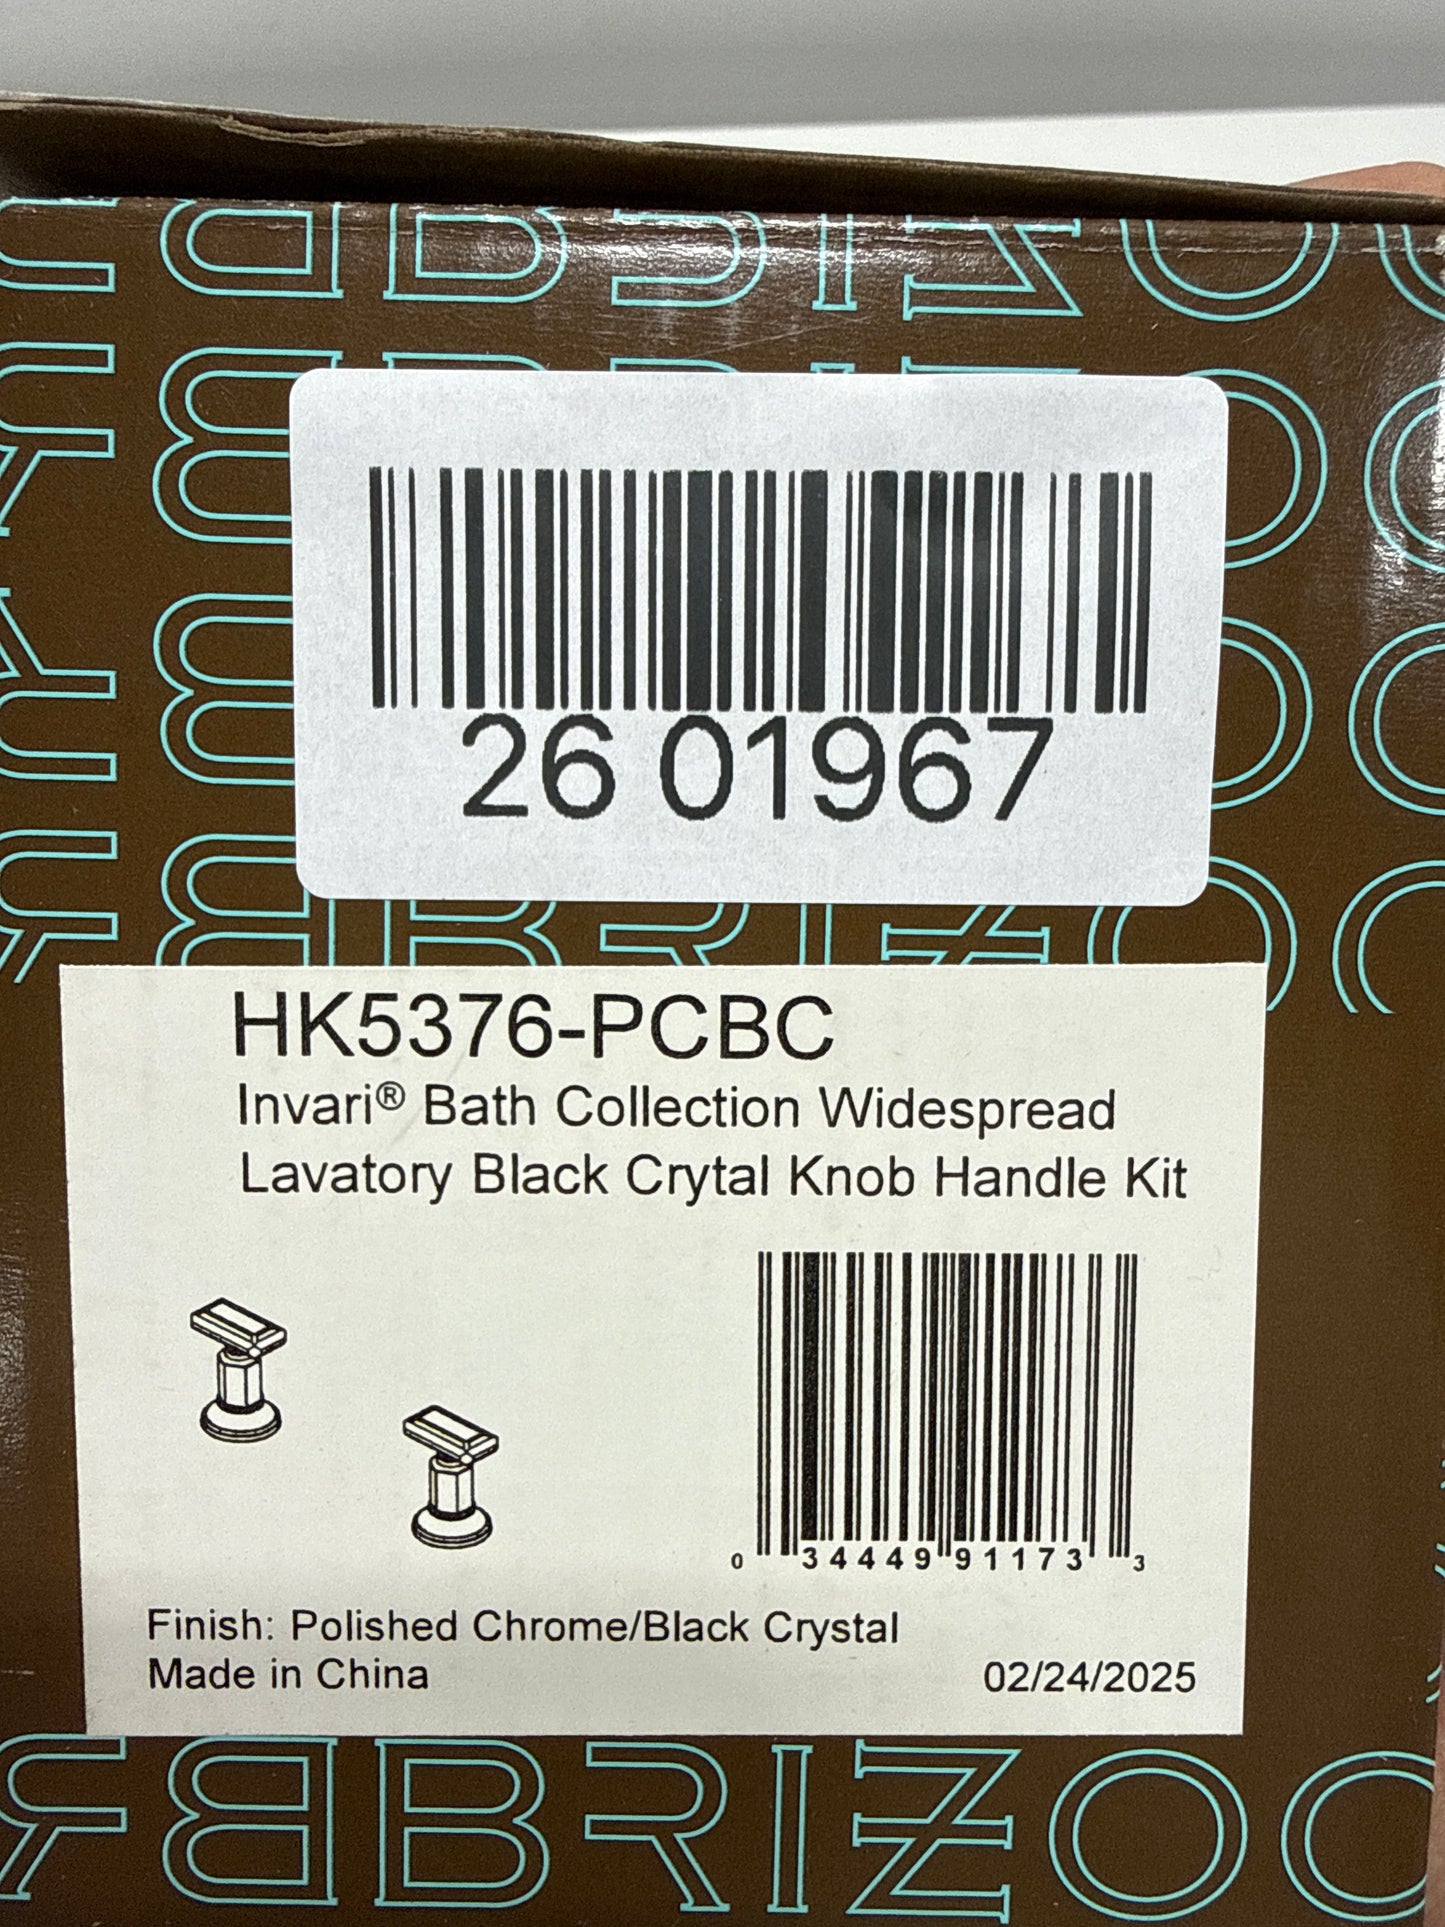 BRIZO
26 01967
HK5376-PCBC
Invari® Bath Collection Widespread
Lavatory Black Crytal Knob Handle Kit
0 34449 91173 3
Finish: Polished Chrome/Black Crystal
Made in China
02/24/2025
BRIZO